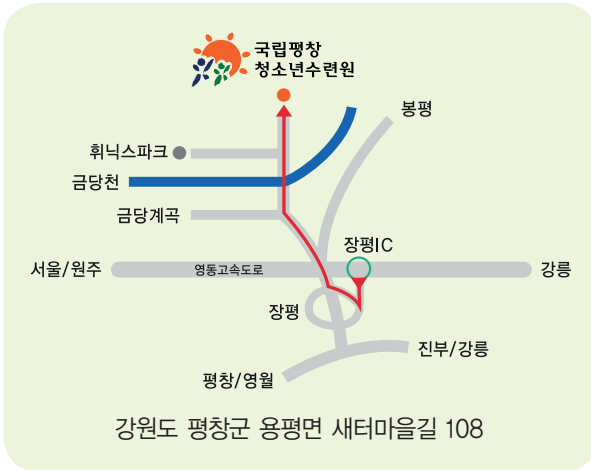 국립평창
청소년수련원
봉평
휘닉스파크
금당천
금당계곡
장평IC
서울/원주
영동고속도로
강릉
장평
진부/강릉
평창/영월
강원도 평창군 용평면 새터마을길 108